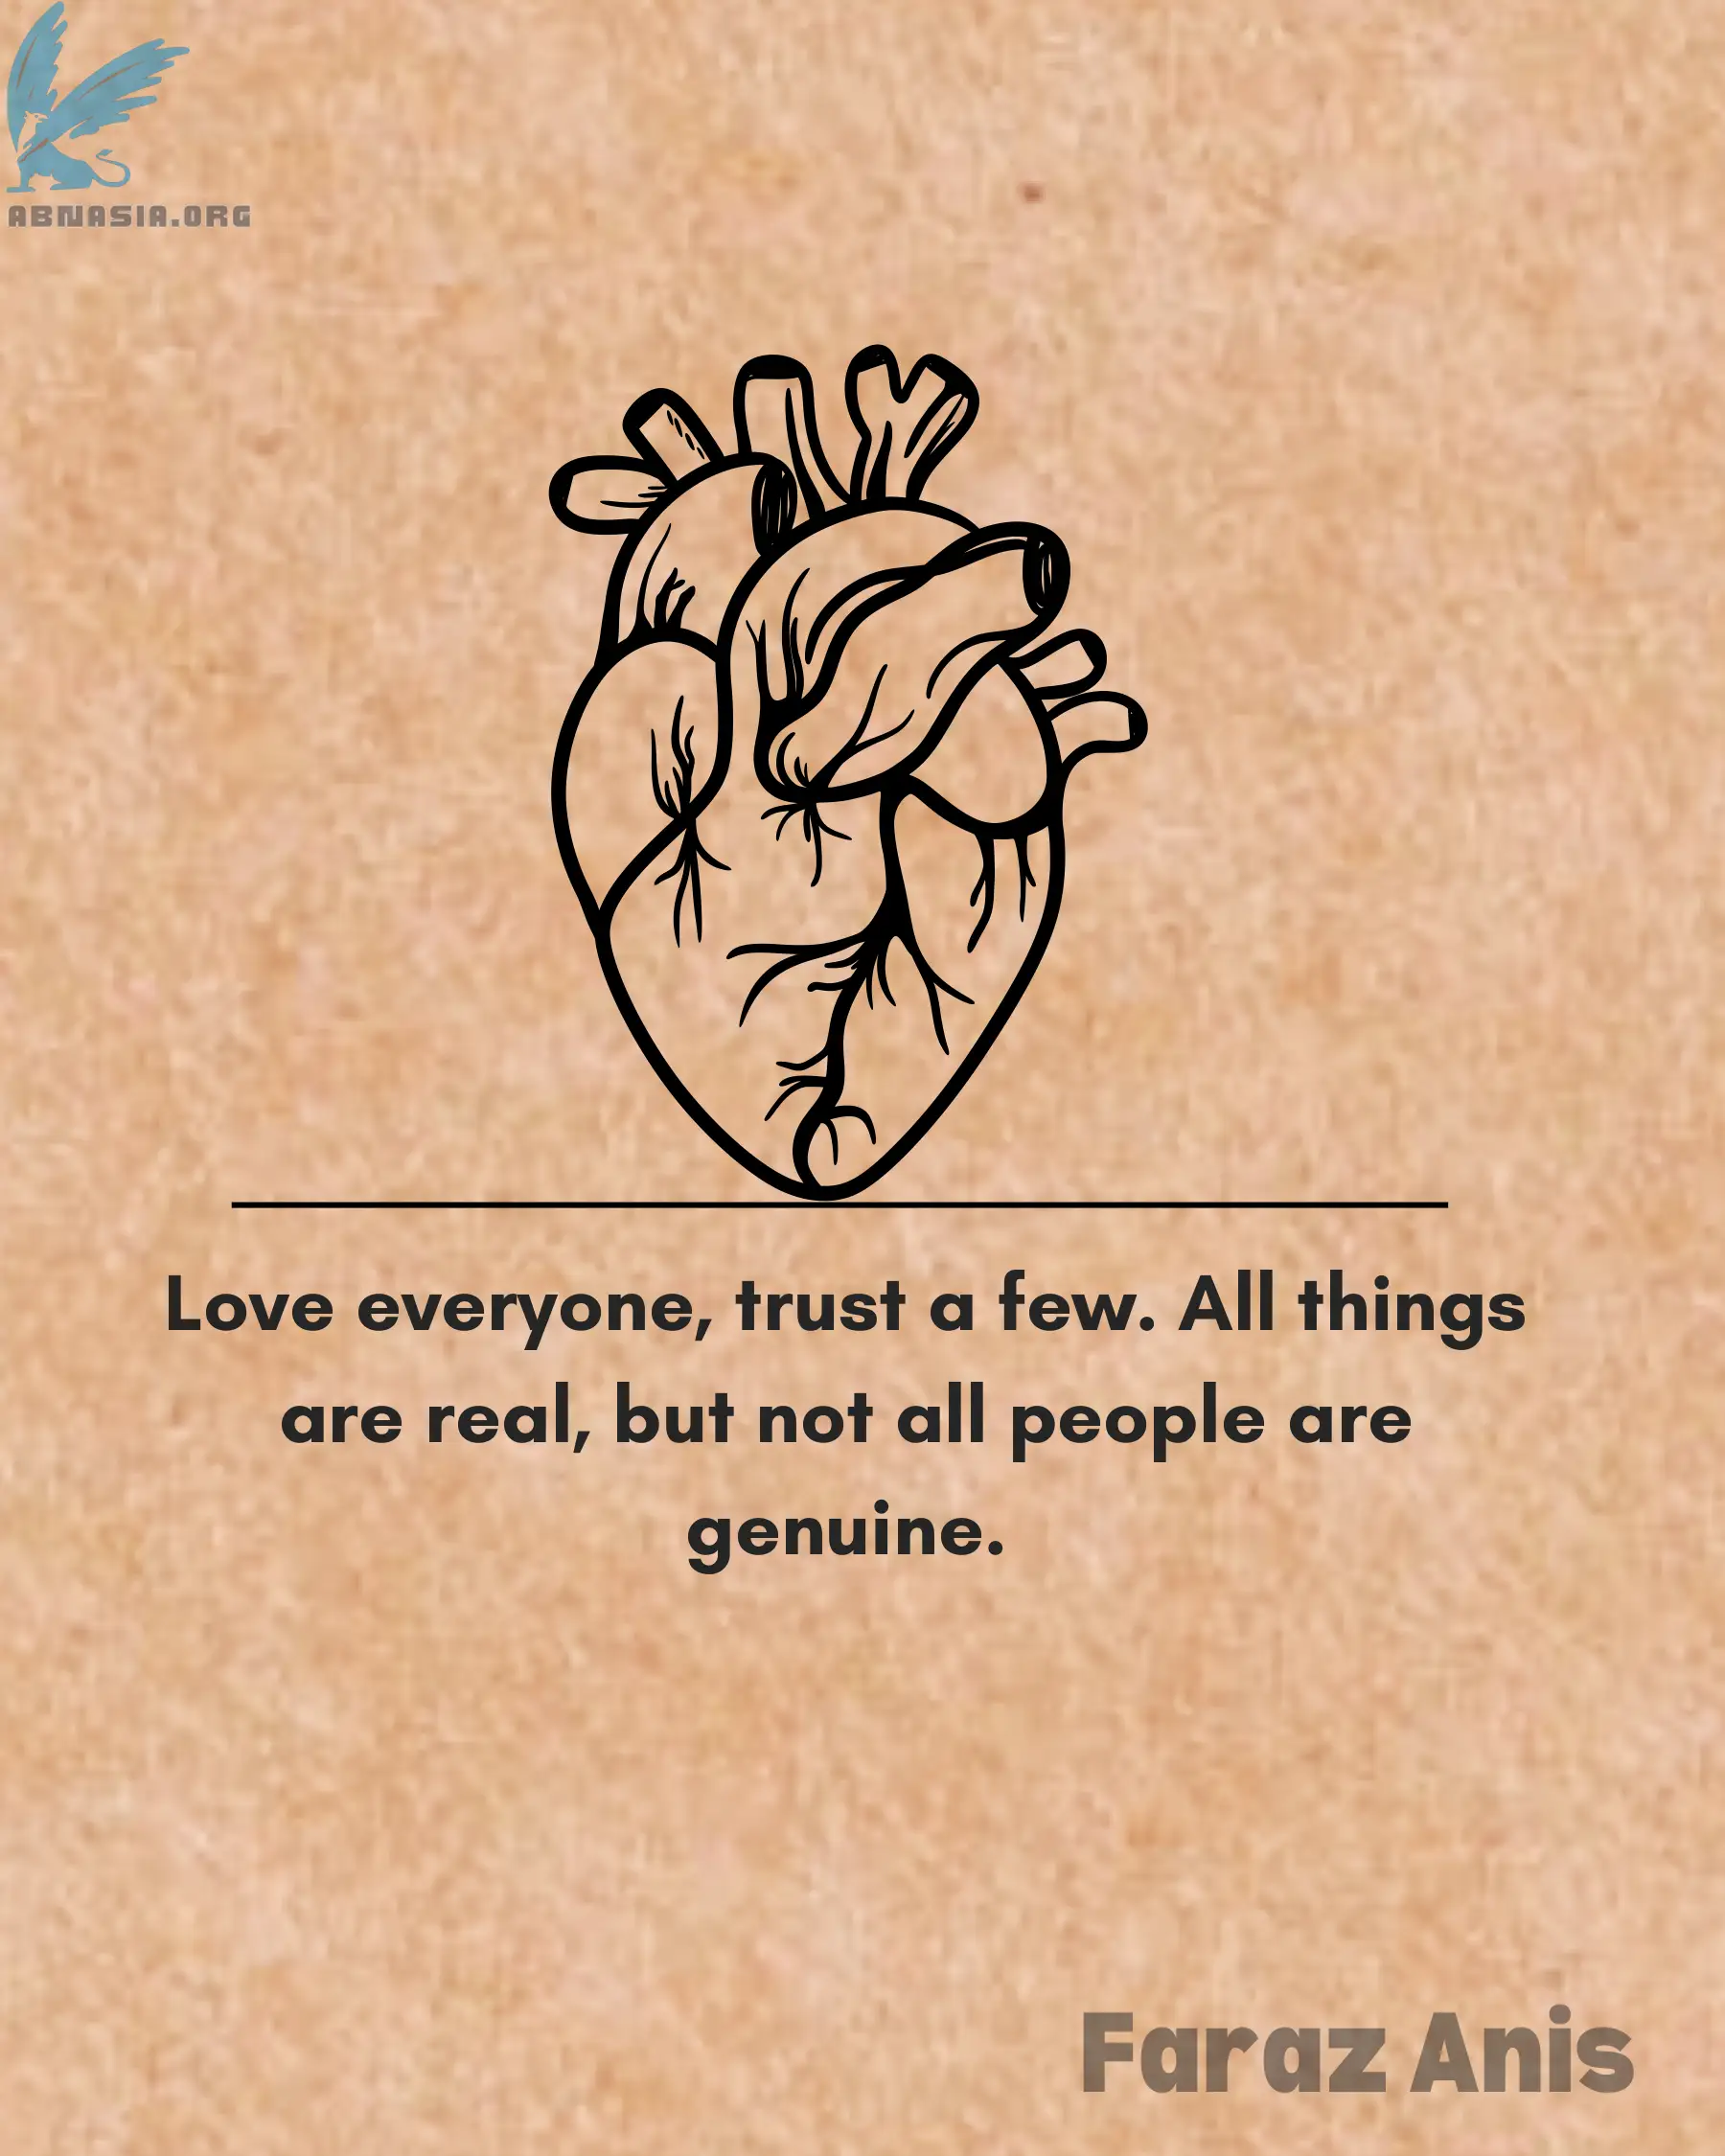 ABNASIA.ORG
Love everyone, trust a few. All things
are real, but not all people are
genuine.
Faraz Anis